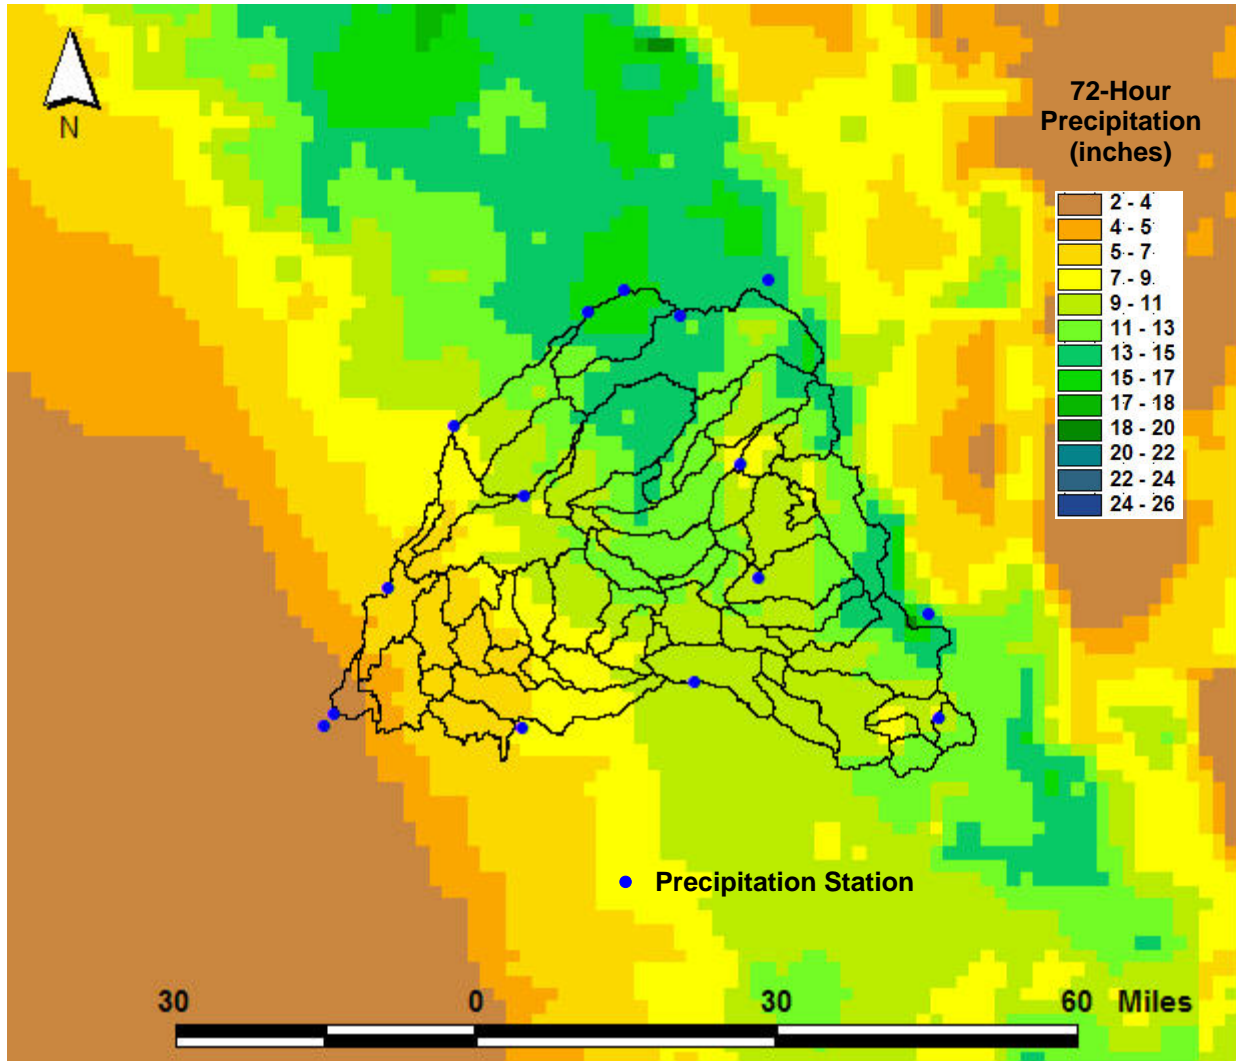 N
72-Hour
Precipitation
(inches)
2 - 4
4 - 5
5 - 7
7 - 9
9 - 11
11 - 13
13 - 15
15 - 17
17 - 18
18 - 20
20 - 22
22 - 24
24 - 26
Precipitation Station
30 0 30 60 Miles